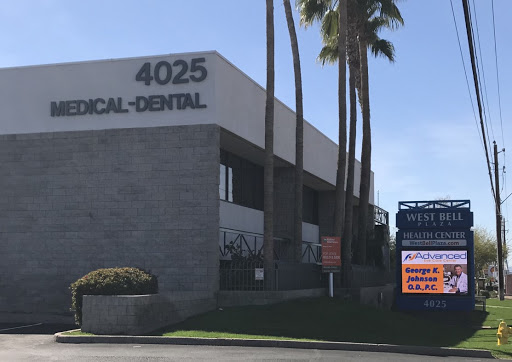 4025
MEDICAL-DENTAL
WEST BELL
PLAZA
HEALTH CENTER
WestBellPlaza.com
Advanced
George K.
Johnson
O.D., P.C.
4025